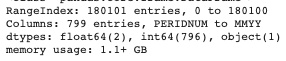 RangeIndex: 180101 entries, 0 to 180100
Columns: 799 entries, PERIDNUM to MMYY
dtypes: float64(2), int64(796), object(1)
memory usage: 1.1+ GB